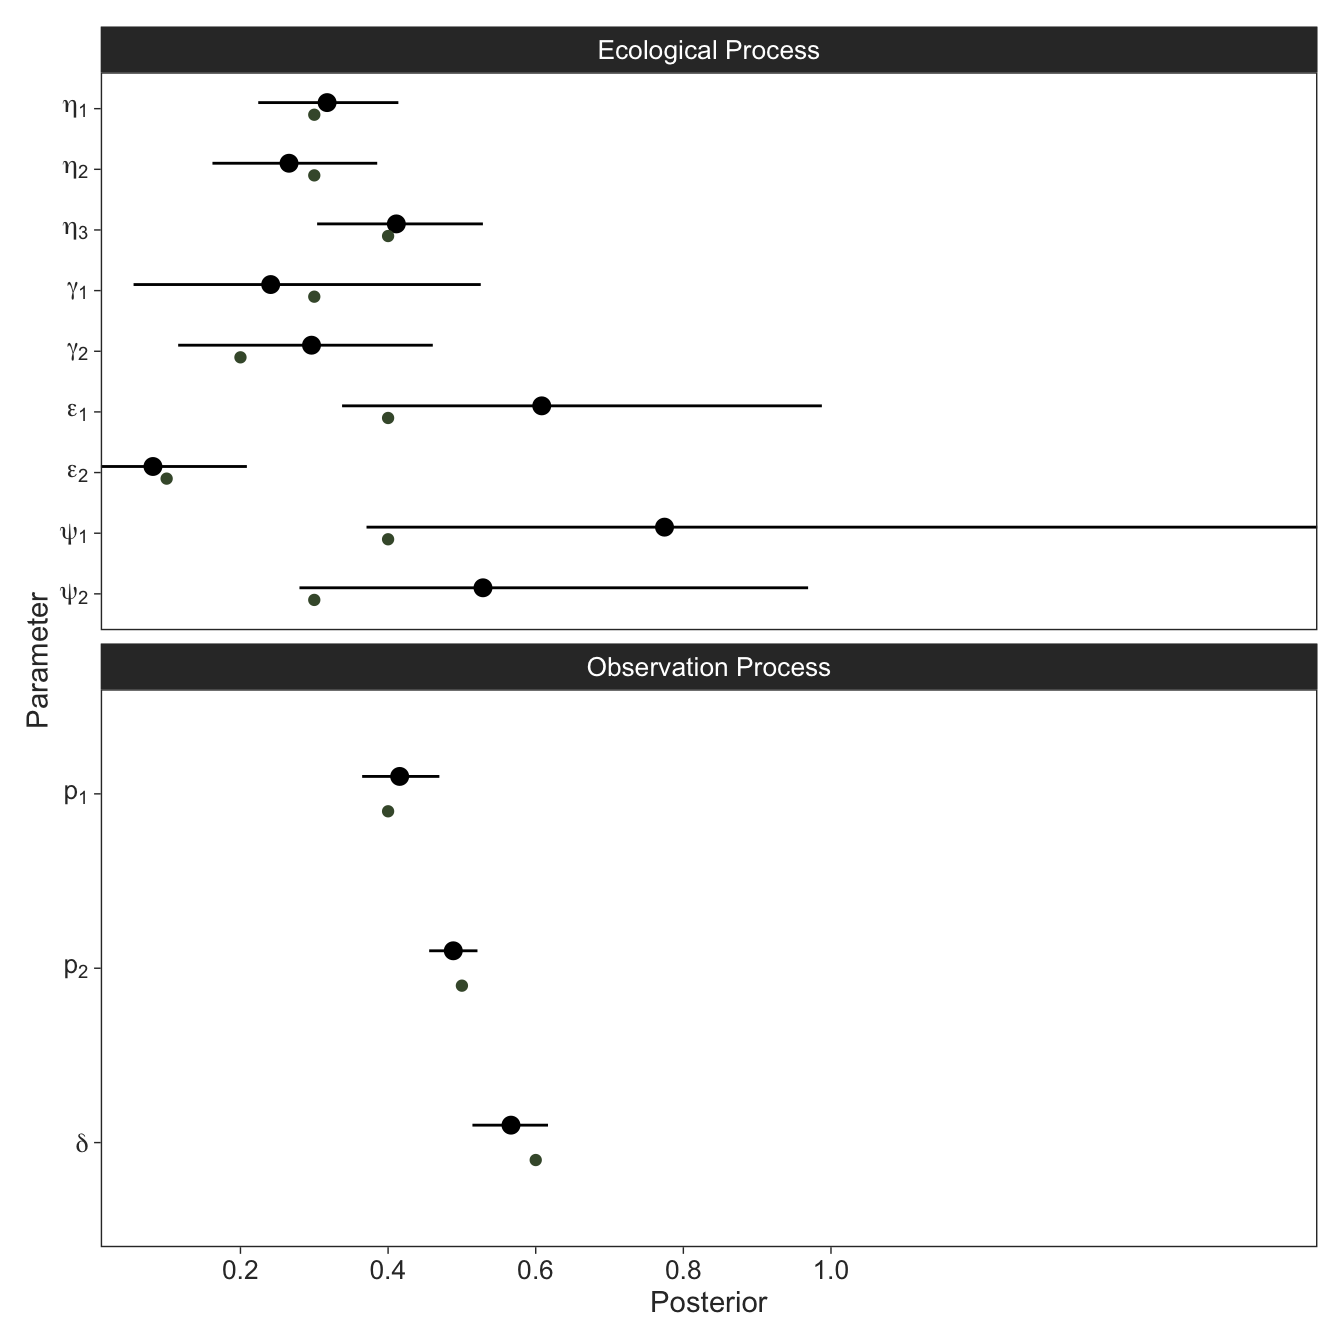 Ecological Process
η1
η2
η3
γ1
γ2
ε1
ε2
ψ1
ψ2
Parameter
Observation Process
p1
p2
δ
0.2 0.4 0.6 0.8 1.0
Posterior